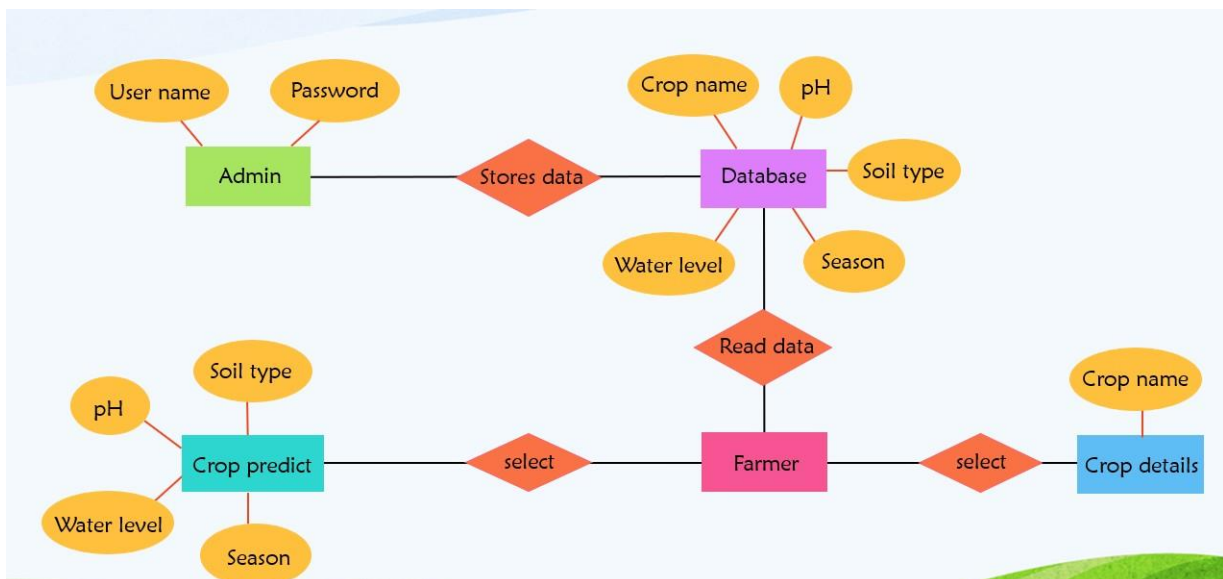 User name
Password
Crop name
pH
Admin
Stores data
Database
Soil type
Water level
Season
Read data
Soil type
pH
Crop name
Crop predict
select
Farmer
select
Crop details
Water level
Season